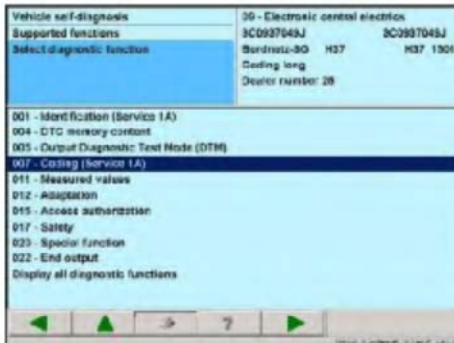 Vehicle self-diagnosis
Supported functions
Select diagnostic function
09 - Electronic central electrics
3C0937049J 3C0937049J
Bordnetz-SG H37 H37
Coding long
Dealer number 28
001 - Identification (Service 1A)
004 - DTC memory content
005 - Output Diagnostic Test Mode (DTM)
007 - Coding (Service 1A)
011 - Measured values
012 - Adaptation
015 - Access authorization
017 - Safety
020 - Special function
022 - End output
Display all diagnostic functions
?